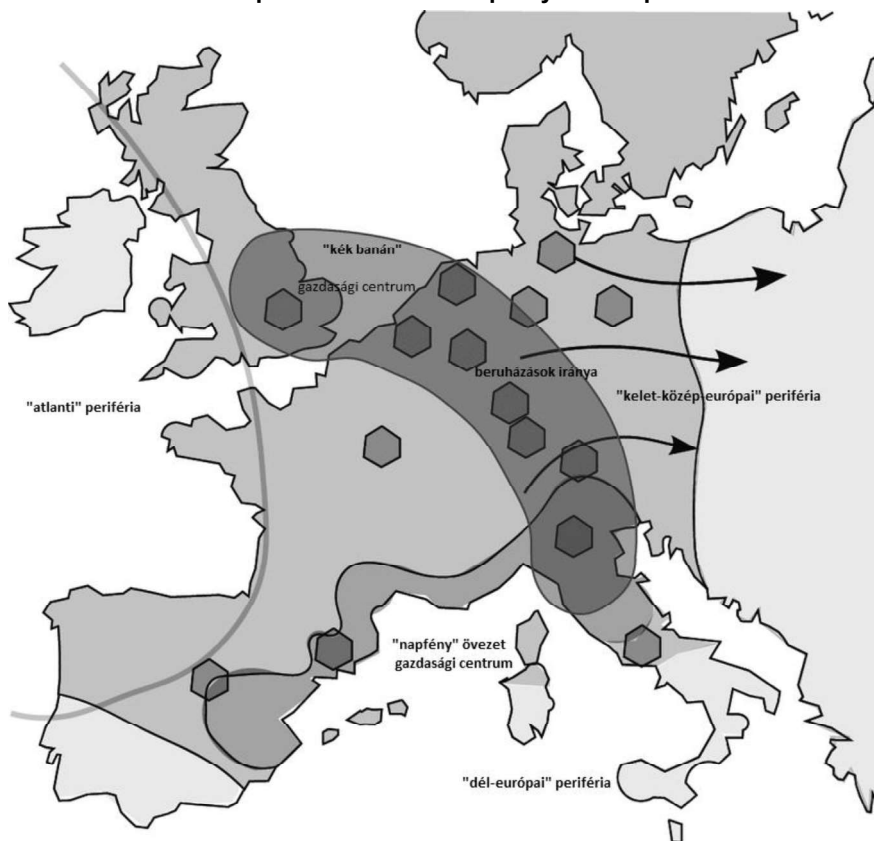 "kék banán"
gazdasági centrum
beruházások iránya
"atlanti" periféria
"kelet-közép-európai" periféria
"napfény" övezet
gazdasági centrum
"dél-európai" periféria